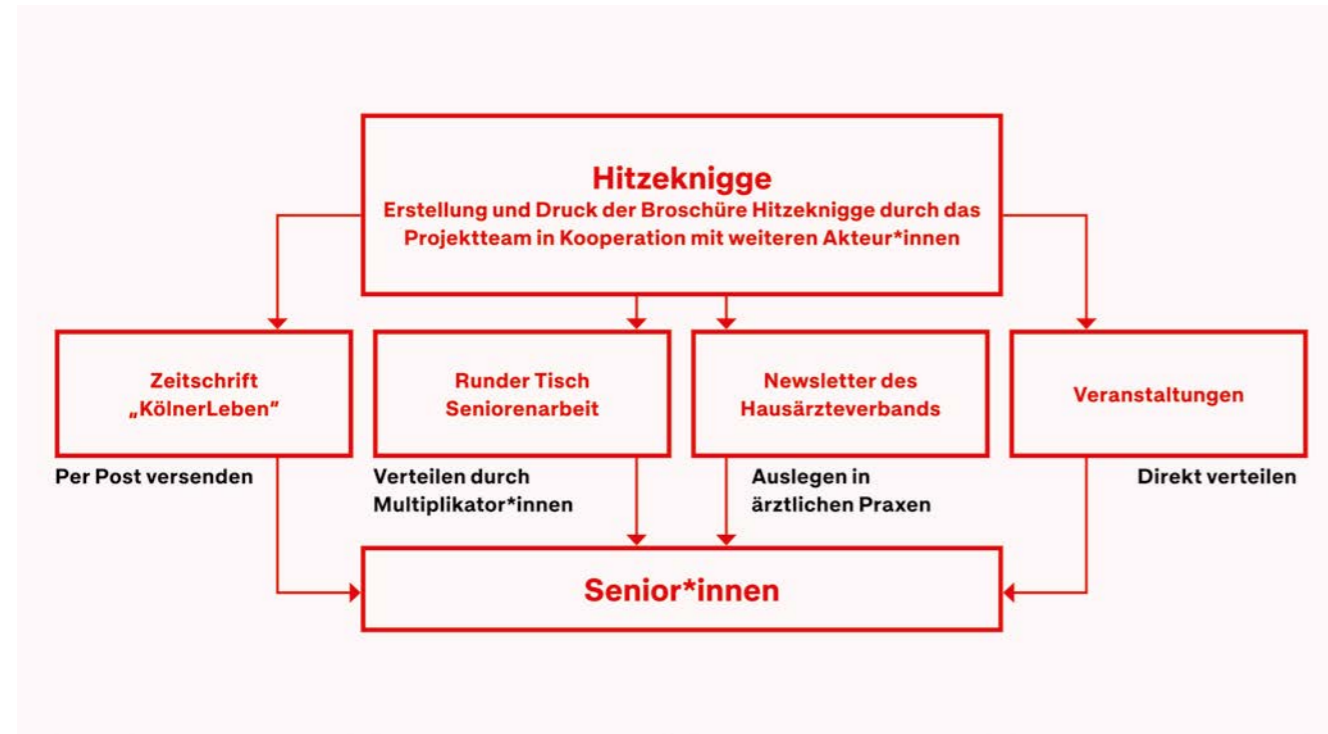 Hitzeknigge
Erstellung und Druck der Broschüre Hitzeknigge durch das
Projektteam in Kooperation mit weiteren Akteur*innen
Zeitschrift
„KölnerLeben“
Runder Tisch
Seniorenarbeit
Newsletter des
Hausärzteverbands
Veranstaltungen
Per Post versenden
Verteilen durch
Multiplikator*innen
Auslegen in
ärztlichen Praxen
Direkt verteilen
Senior*innen